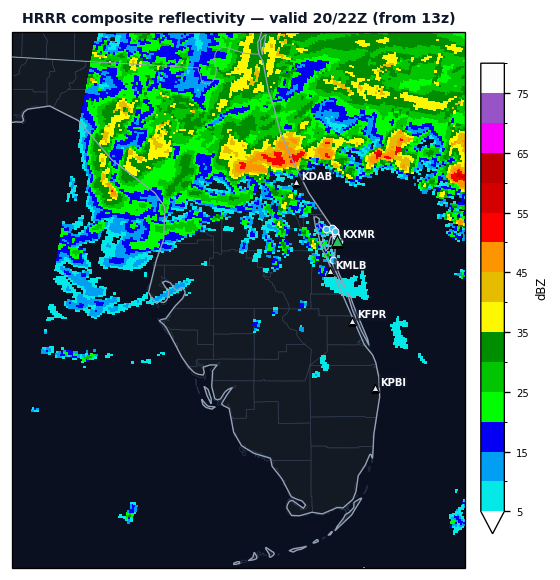 HRRR composite reflectivity — valid 20/22Z (from 13z)
KDAB
KXMR
KMLB
KFPR
KPBI
75
65
55
45
35
25
15
5
dBZ